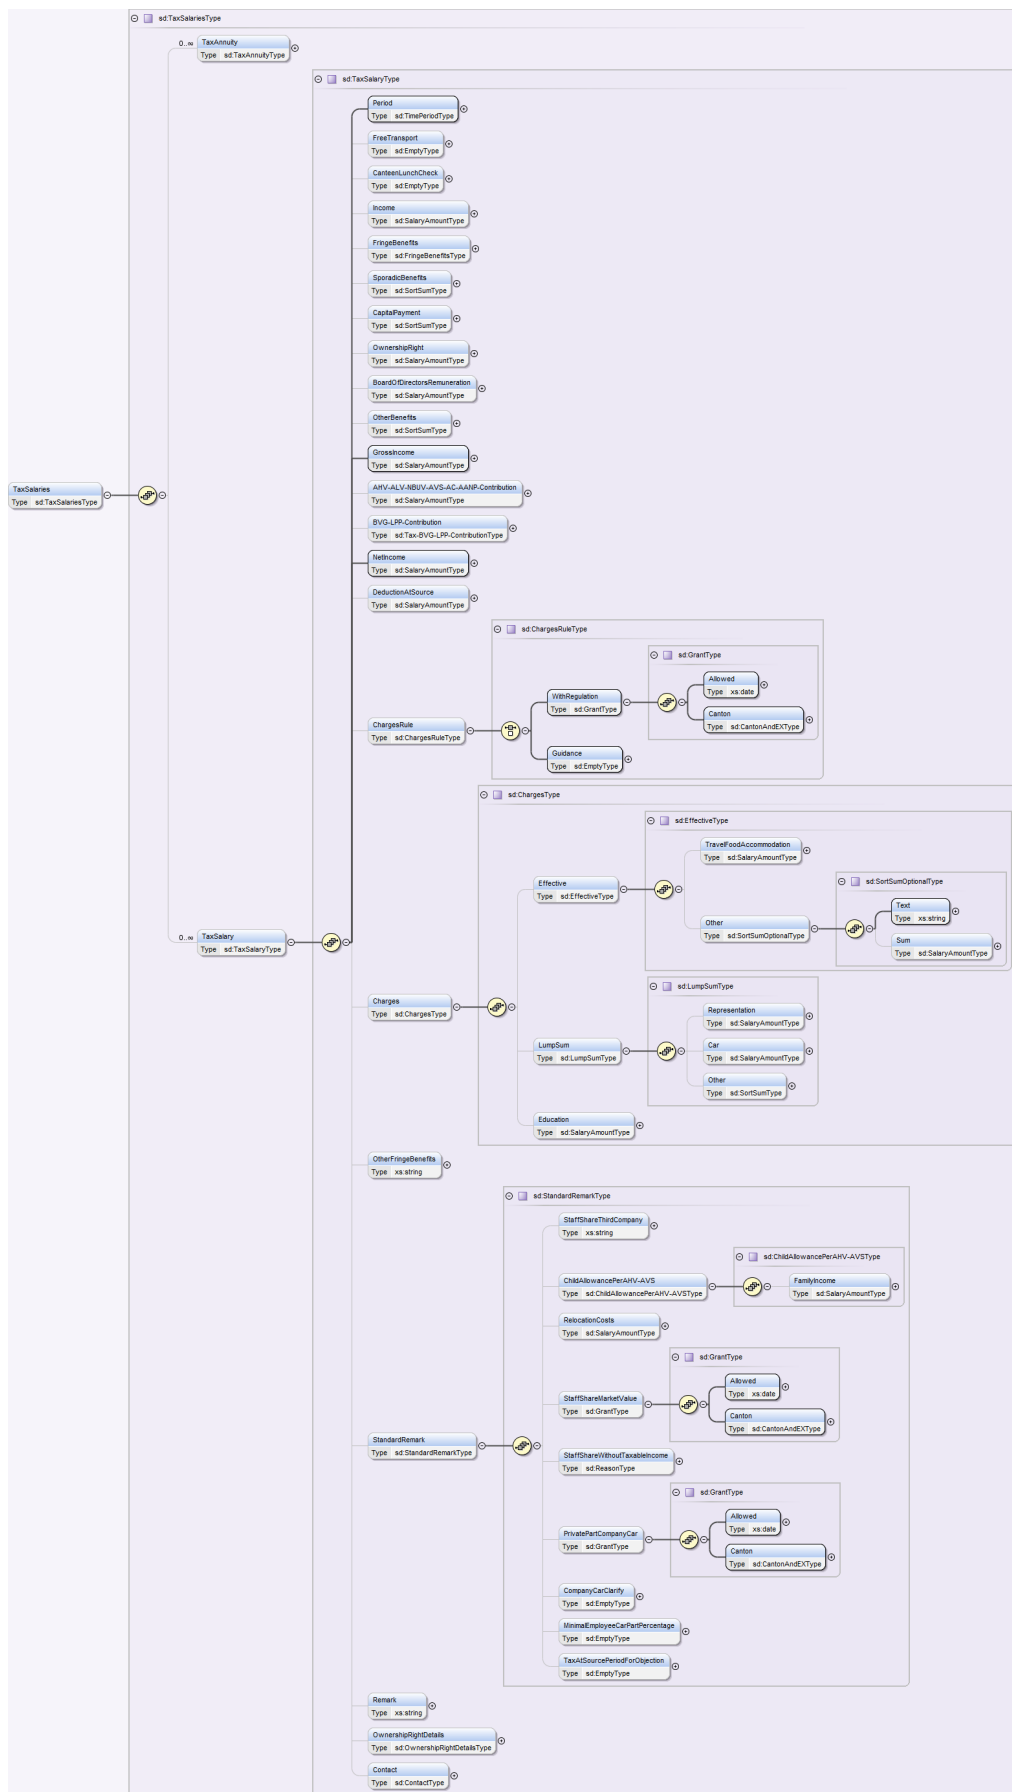 sd:TaxSalariesType
0..∞
TaxAnnuity
Type sd:TaxAnnuityType
sd:TaxSalaryType
Period
Type sd:TimePeriodType
FreeTransport
Type sd:EmptyType
CanteenLunchCheck
Type sd:EmptyType
Income
Type sd:SalaryAmountType
FringeBenefits
Type sd:FringeBenefitsType
SporadicBenefits
Type sd:SortSumType
CapitalPayment
Type sd:SortSumType
OwnershipRight
Type sd:SalaryAmountType
BoardOfDirectorsRemuneration
Type sd:SalaryAmountType
OtherBenefits
Type sd:SortSumType
GrossIncome
Type sd:SalaryAmountType
TaxSalaries
Type sd:TaxSalariesType
AHV-ALV-NBUV-AVS-AC-AANP-Contribution
Type sd:SalaryAmountType
BVG-LPP-Contribution
Type sd:Tax-BVG-LPP-ContributionType
NetIncome
Type sd:SalaryAmountType
DeductionAtSource
Type sd:SalaryAmountType
sd:ChargesRuleType
sd:GrantType
Allowed
Type xs:date
WithRegulation
Type sd:GrantType
Canton
Type sd:CantonAndEXType
ChargesRule
Type sd:ChargesRuleType
Guidance
Type sd:EmptyType
sd:ChargesType
sd:EffectiveType
TravelFoodAccommodation
Type sd:SalaryAmountType
Effective
Type sd:EffectiveType
sd:SortSumOptionalType
Text
Type xs:string
Other
Type sd:SortSumOptionalType
Sum
Type sd:SalaryAmountType
0..∞
TaxSalary
Type sd:TaxSalaryType
sd:LumpSumType
Charges
Type sd:ChargesType
Representation
Type sd:SalaryAmountType
LumpSum
Type sd:LumpSumType
Car
Type sd:SalaryAmountType
Other
Type sd:SortSumType
Education
Type sd:SalaryAmountType
OtherFringeBenefits
Type xs:string
sd:StandardRemarkType
StaffShareThirdCompany
Type xs:string
sd:ChildAllowancePerAHV-AVSType
ChildAllowancePerAHV-AVS
Type sd:ChildAllowancePerAHV-AVSType
FamilyIncome
Type sd:SalaryAmountType
RelocationCosts
Type sd:SalaryAmountType
sd:GrantType
Allowed
Type xs:date
StaffShareMarketValue
Type sd:GrantType
Canton
Type sd:CantonAndEXType
StandardRemark
Type sd:StandardRemarkType
StaffShareWithoutTaxableIncome
Type sd:ReasonType
sd:GrantType
Allowed
Type xs:date
PrivatePartCompanyCar
Type sd:GrantType
Canton
Type sd:CantonAndEXType
CompanyCarClarify
Type sd:EmptyType
MinimalEmployeeCarPartPercentage
Type sd:EmptyType
TaxAtSourcePeriodForObjection
Type sd:EmptyType
Remark
Type xs:string
OwnershipRightDetails
Type sd:OwnershipRightDetailsType
Contact
Type sd:ContactType